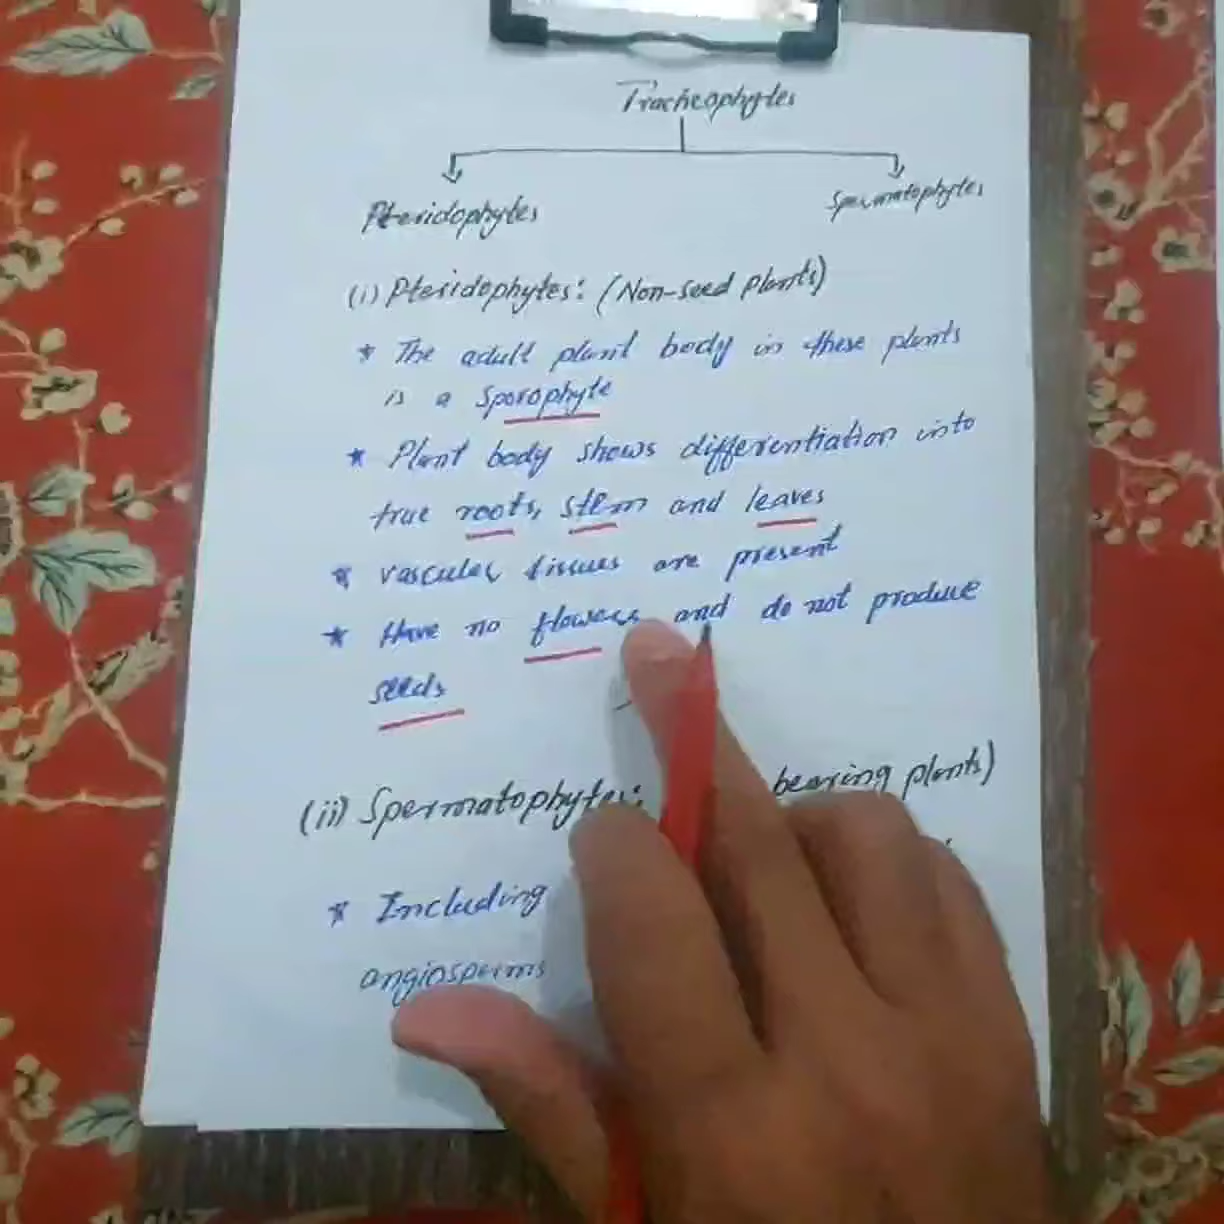 Tracheophytes
Pteridophytes Spermatophytes
(i) Pteridophytes: (Non-seed plants)
* The adult plant body in these plants
is a sporophyte
* Plant body shows differentiation into
true roots, stem and leaves
* vascular tissues are present
* Have no flowers and do not produce
seeds
(ii) Spermatophytes: bearing plants)
* Including
angiosperms